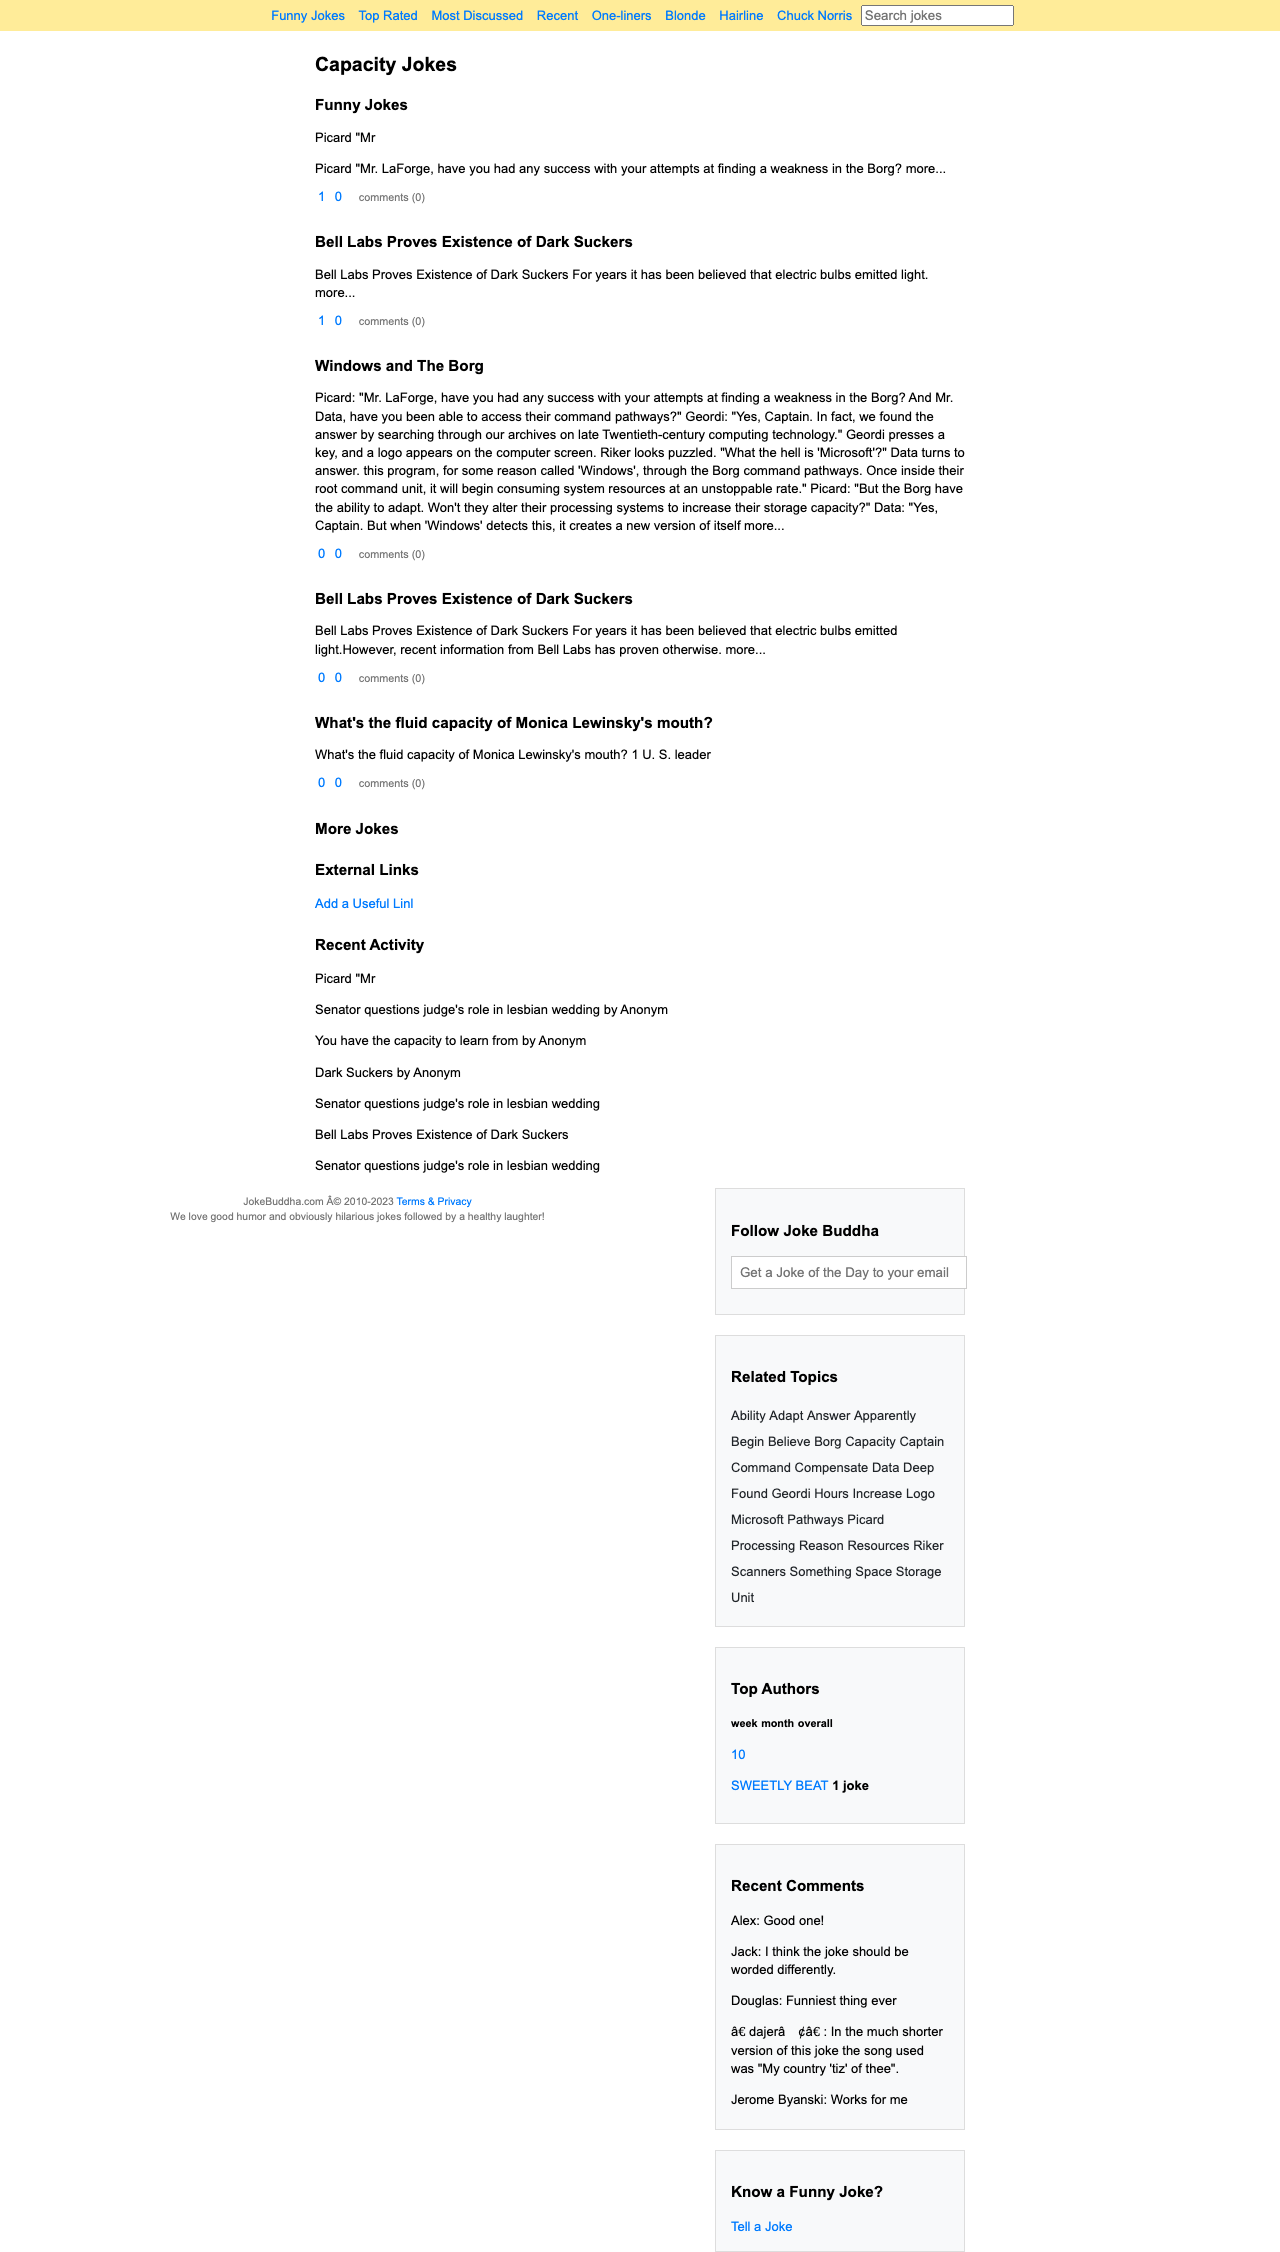 Funny Jokes Top Rated Most Discussed Recent One-liners Blonde Hairline Chuck Norris Search jokes
Capacity Jokes
Funny Jokes
Picard "Mr
Picard "Mr. LaForge, have you had any success with your attempts at finding a weakness in the Borg? more...
1 0 comments (0)
Bell Labs Proves Existence of Dark Suckers
Bell Labs Proves Existence of Dark Suckers For years it has been believed that electric bulbs emitted light.
more...
1 0 comments (0)
Windows and The Borg
Picard: "Mr. LaForge, have you had any success with your attempts at finding a weakness in the Borg? And Mr.
Data, have you been able to access their command pathways?" Geordi: "Yes, Captain. In fact, we found the
answer by searching through our archives on late Twentieth-century computing technology." Geordi presses a
key, and a logo appears on the computer screen. Riker looks puzzled. "What the hell is 'Microsoft'?" Data turns to
answer. this program, for some reason called 'Windows', through the Borg command pathways. Once inside their
root command unit, it will begin consuming system resources at an unstoppable rate." Picard: "But the Borg have
the ability to adapt. Won't they alter their processing systems to increase their storage capacity?" Data: "Yes,
Captain. But when 'Windows' detects this, it creates a new version of itself more...
0 0 comments (0)
Bell Labs Proves Existence of Dark Suckers
Bell Labs Proves Existence of Dark Suckers For years it has been believed that electric bulbs emitted
light.However, recent information from Bell Labs has proven otherwise. more...
0 0 comments (0)
What's the fluid capacity of Monica Lewinsky's mouth?
What's the fluid capacity of Monica Lewinsky's mouth? 1 U. S. leader
0 0 comments (0)
More Jokes
External Links
Add a Useful Linl
Recent Activity
Picard "Mr
Senator questions judge's role in lesbian wedding by Anonym
You have the capacity to learn from by Anonym
Dark Suckers by Anonym
Senator questions judge's role in lesbian wedding
Bell Labs Proves Existence of Dark Suckers
Senator questions judge's role in lesbian wedding
JokeBuddha.com Â© 2010-2023 Terms & Privacy
We love good humor and obviously hilarious jokes followed by a healthy laughter!
Follow Joke Buddha
Get a Joke of the Day to your email
Related Topics
Ability Adapt Answer Apparently
Begin Believe Borg Capacity Captain
Command Compensate Data Deep
Found Geordi Hours Increase Logo
Microsoft Pathways Picard
Processing Reason Resources Riker
Scanners Something Space Storage
Unit
Top Authors
week month overall
10
SWEETLY BEAT 1 joke
Recent Comments
Alex: Good one!
Jack: I think the joke should be
worded differently.
Douglas: Funniest thing ever
â€ dajerâ ¢â€ : In the much shorter
version of this joke the song used
was "My country 'tiz' of thee".
Jerome Byanski: Works for me
Know a Funny Joke?
Tell a Joke